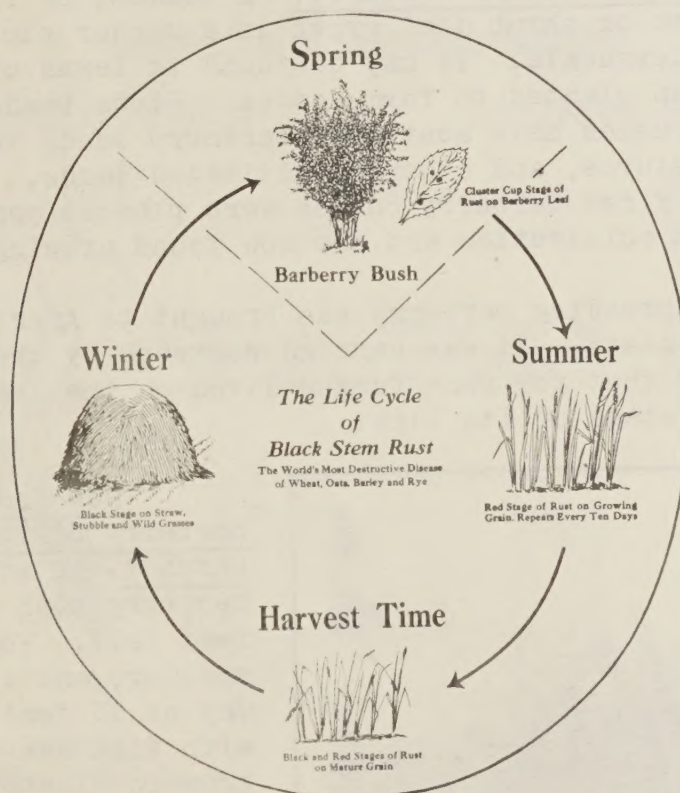 Spring
Cluster Cup Stage of
Rust on Barberry Leaf
Barberry Bush
Winter
Summer
The Life Cycle
of
Black Stem Rust
The World's Most Destructive Disease
of Wheat, Oats, Barley and Rye
Black Stage on Straw,
Stubble and Wild Grasses
Red Stage of Rust on Growing
Grain. Repeats Every Ten Days
Harvest Time
Black and Red Stages of Rust
on Mature Grain